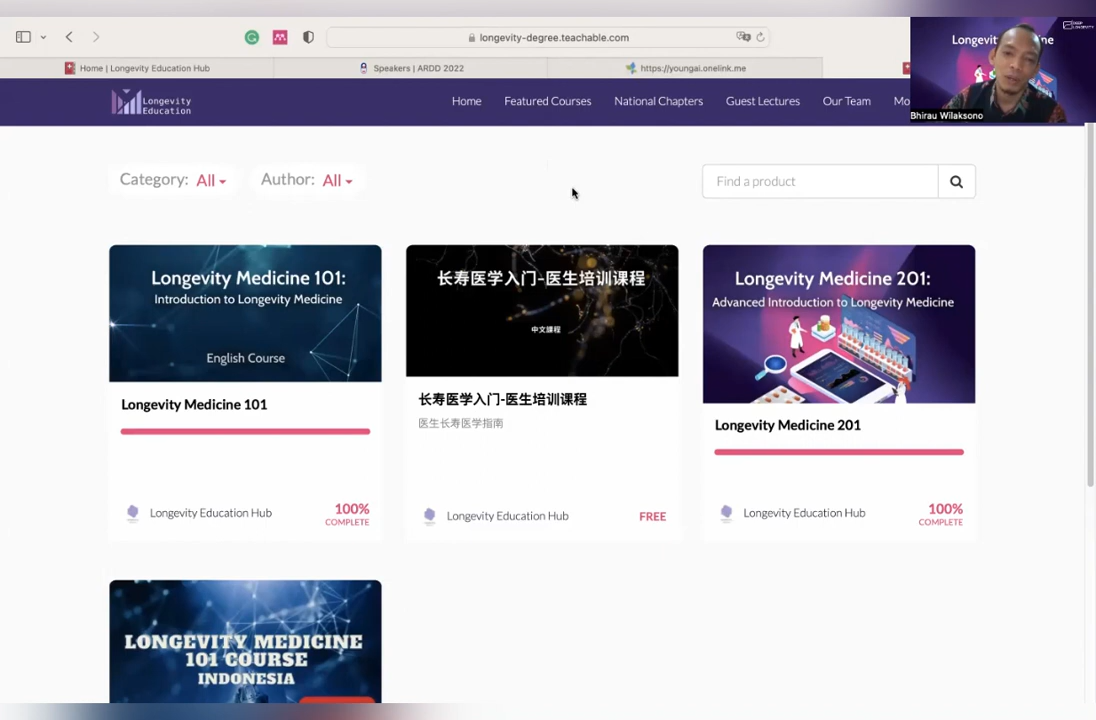 longevity-degree.teachable.com
Home | Longevity Education Hub
Speakers | ARDD 2022
https://youngai.onelink.me
Longevity
Education
Home
Featured Courses
National Chapters
Guest Lectures
Our Team
Mo
Bhirau Wilaksono
Category: All
Author: All
Find a product
Longevity Medicine 101:
Introduction to Longevity Medicine
English Course
Longevity Medicine 101
Longevity Education Hub
100%
COMPLETE
长寿医学入门-医生培训课程
中文課程
长寿医学入门-医生培训课程
医生长寿医学指南
Longevity Education Hub
FREE
Longevity Medicine 201:
Advanced Introduction to Longevity Medicine
Longevity Medicine 201
Longevity Education Hub
100%
COMPLETE
LONGEVITY MEDICINE
101 COURSE
INDONESIA